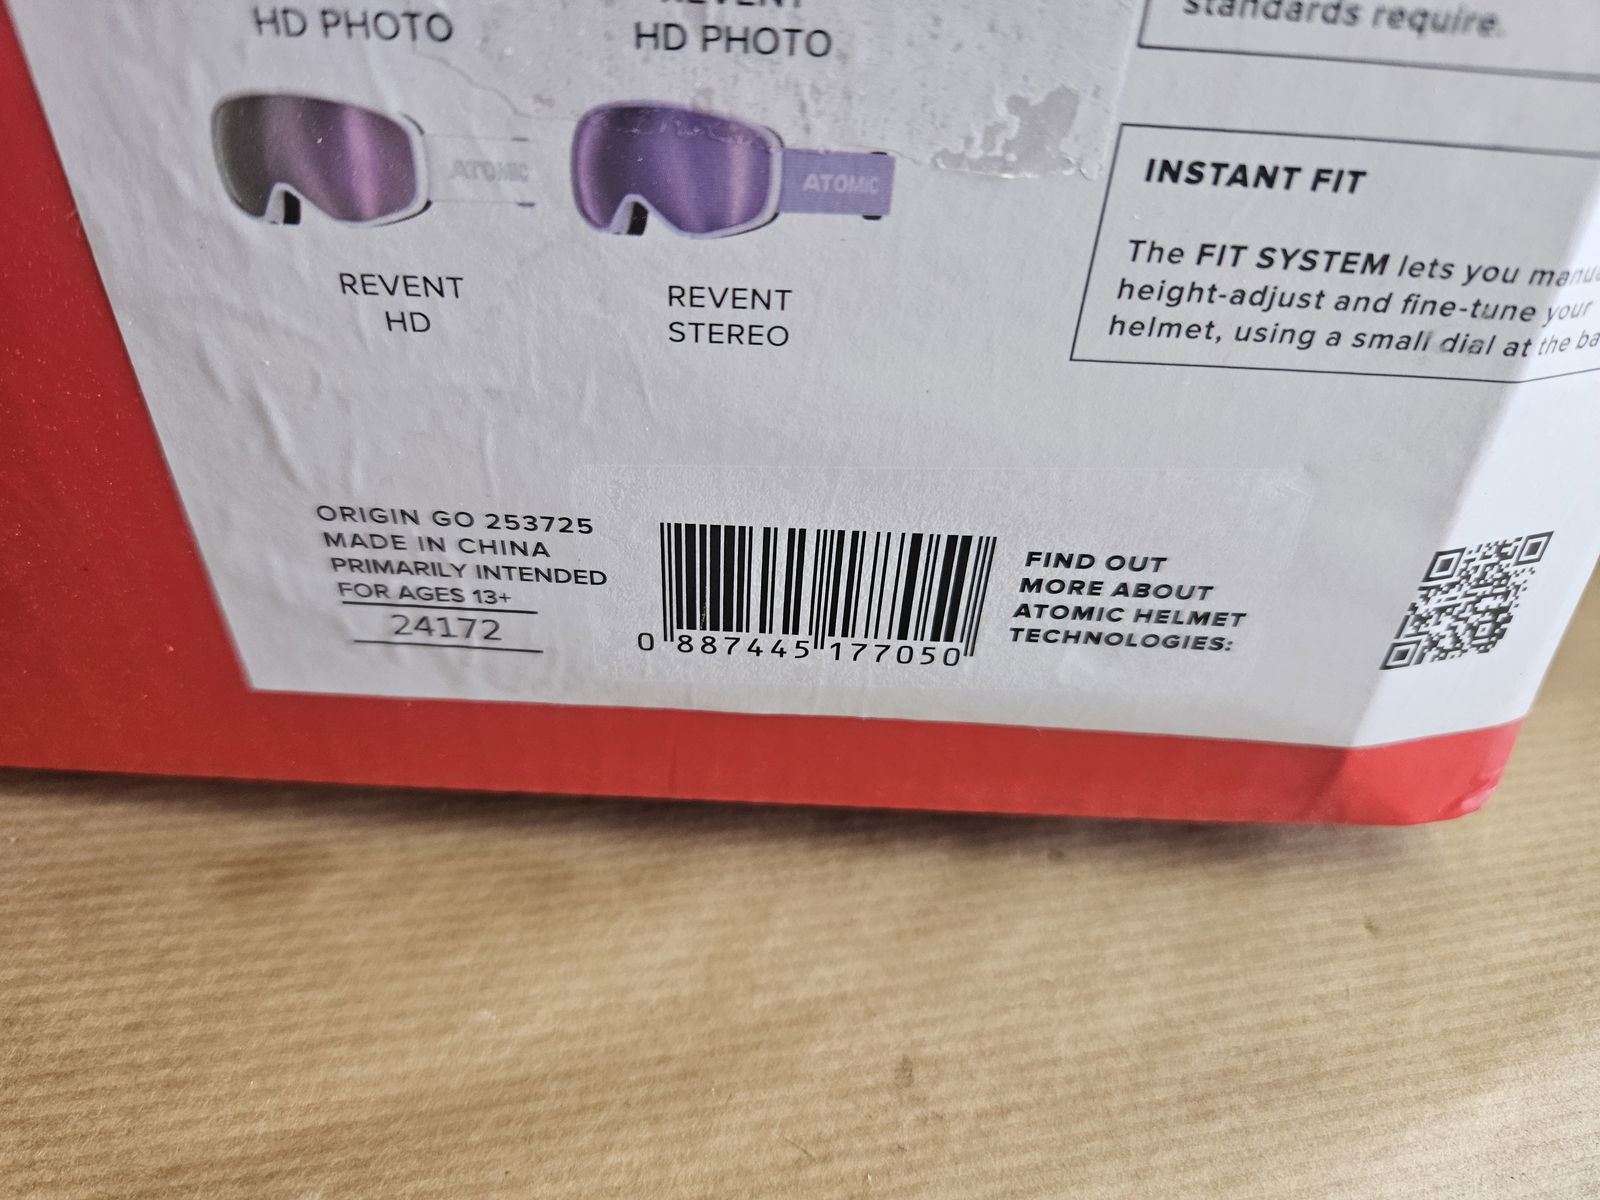 HD PHOTO
REVENT
HD PHOTO
ATOMIC
ATOMIC
REVENT
HD
REVENT
STEREO
standards require.
INSTANT FIT
The FIT SYSTEM lets you
height-adjust and fine-tune your
helmet, using a small dial at the
ORIGIN GO 253725
MADE IN CHINA
PRIMARILY INTENDED
FOR AGES 13+
24172
0 887445 177050
FIND OUT
MORE ABOUT
ATOMIC HELMET
TECHNOLOGIES: